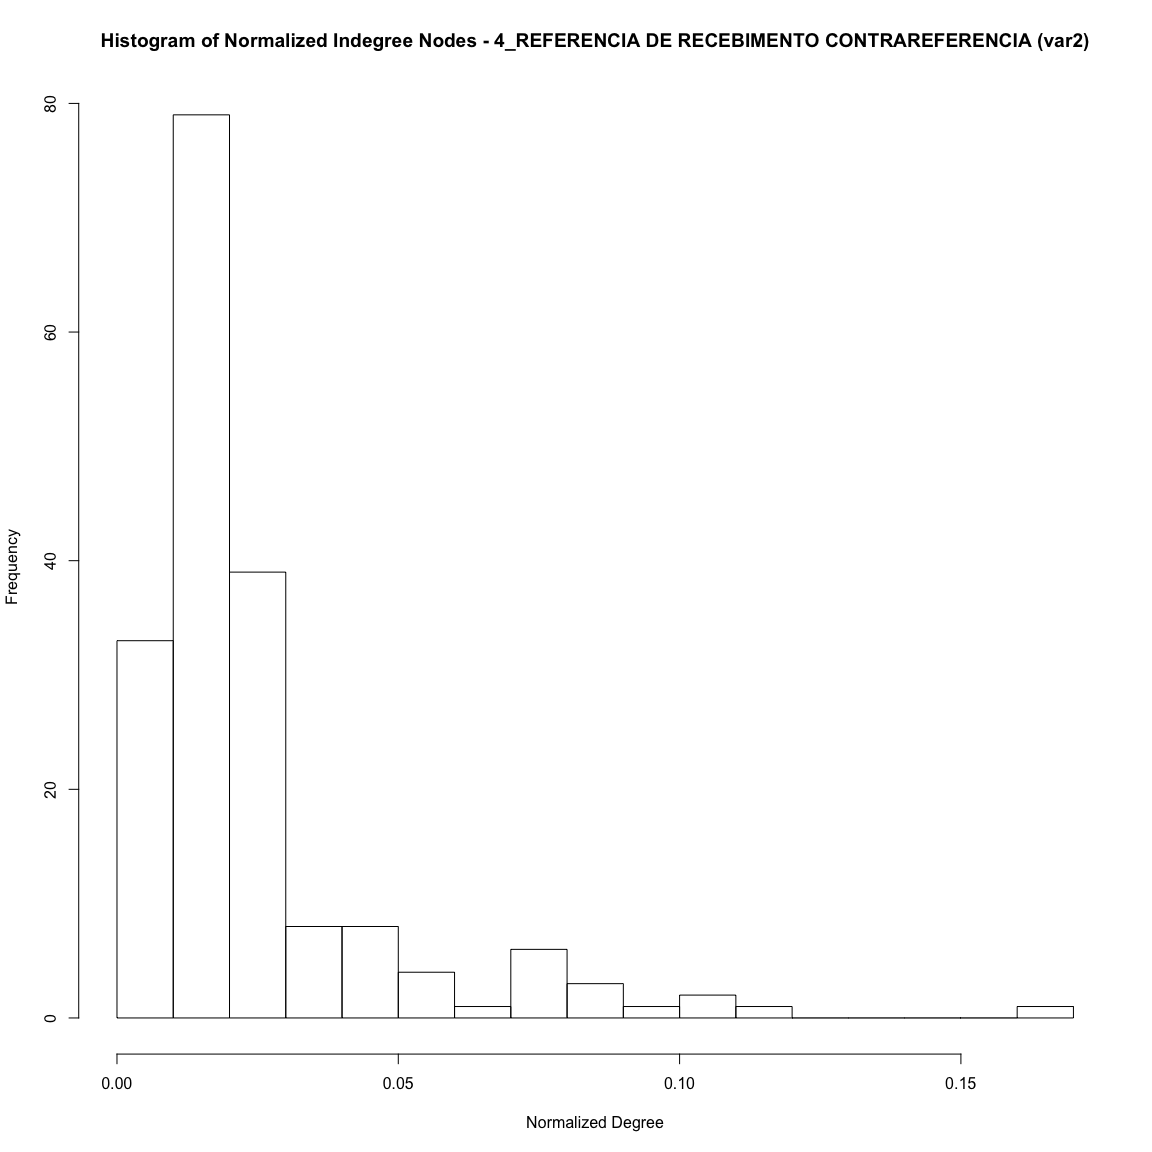 Histogram of Normalized Indegree Nodes - 4_REFERENCIA DE RECEBIMENTO CONTRAREFERENCIA (var2)
80
60
40
20
0
Frequency
0.00 0.05 0.10 0.15
Normalized Degree